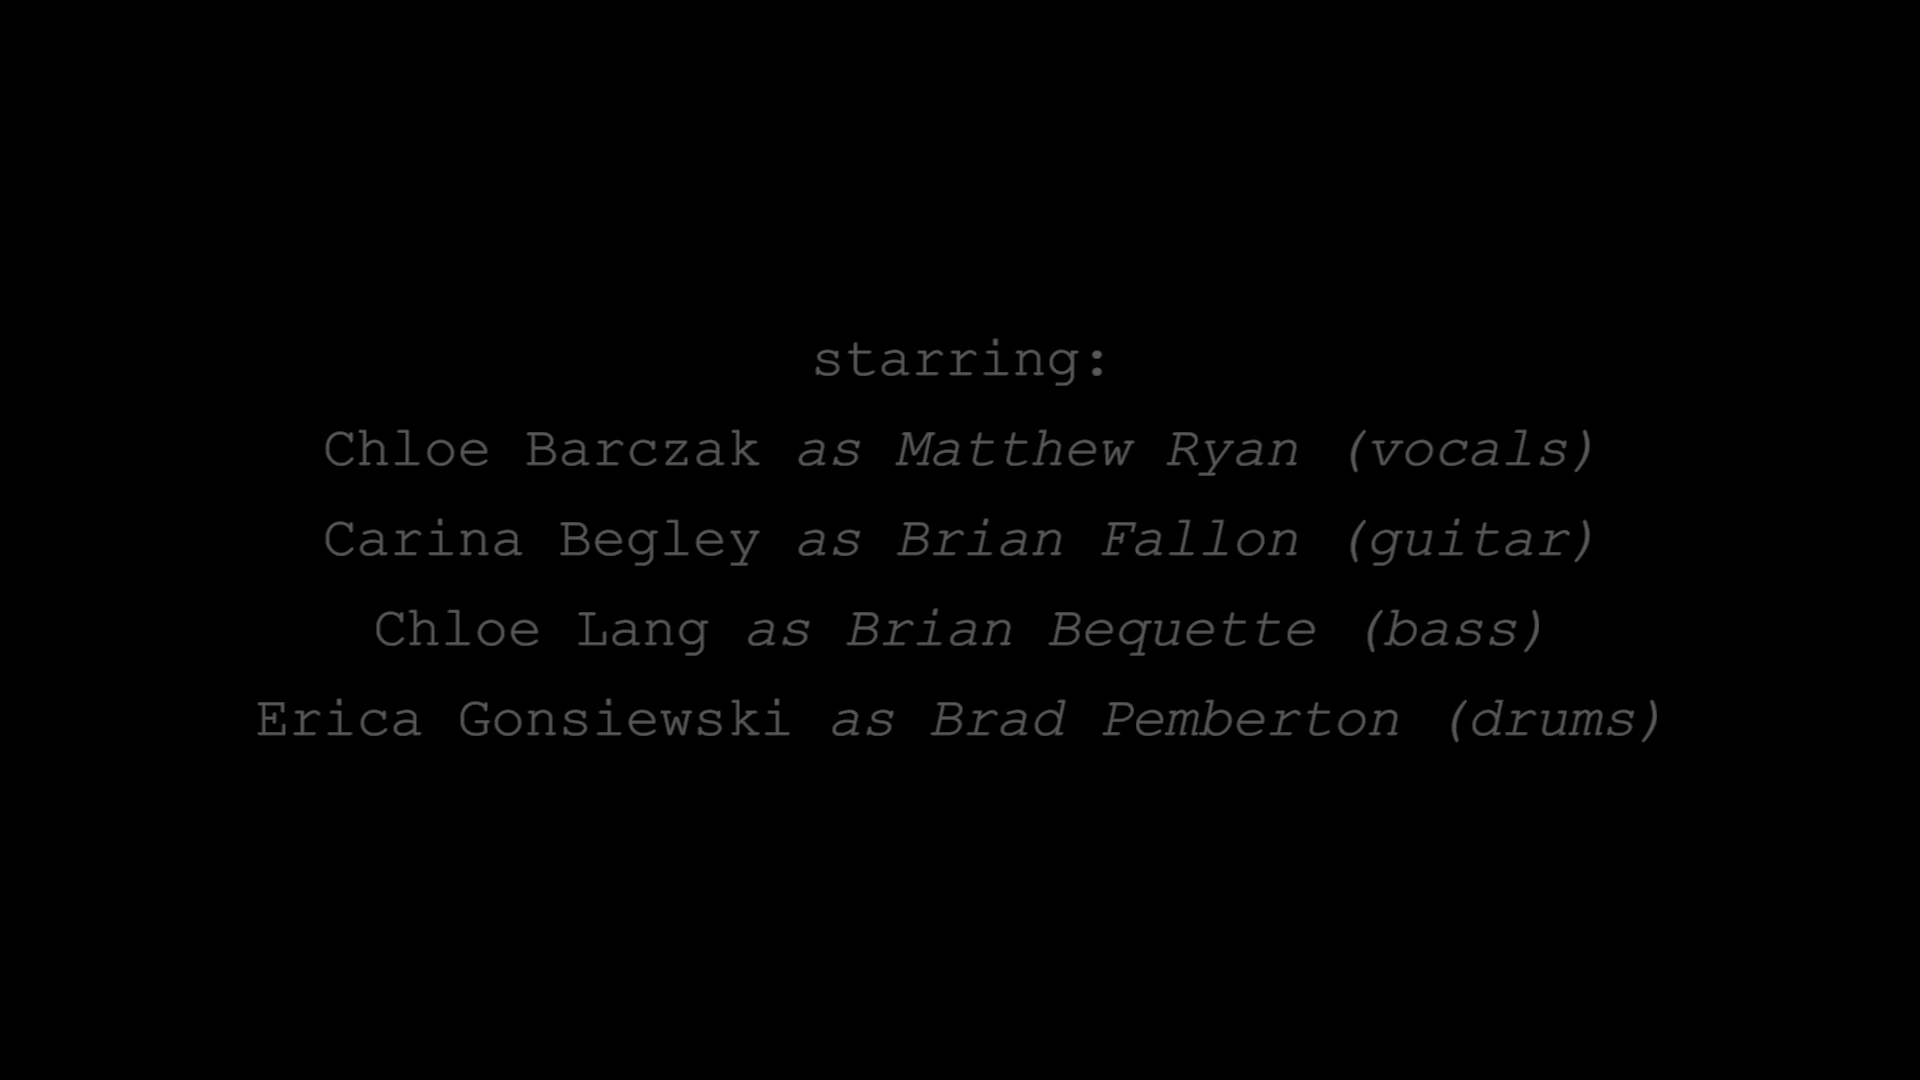 starring:
Chloe Barczak as Matthew Ryan (vocals)
Carina Begley as Brian Fallon (guitar)
Chloe Lang as Brian Bequette (bass)
Erica Gonsiewski as Brad Pemberton (drums)